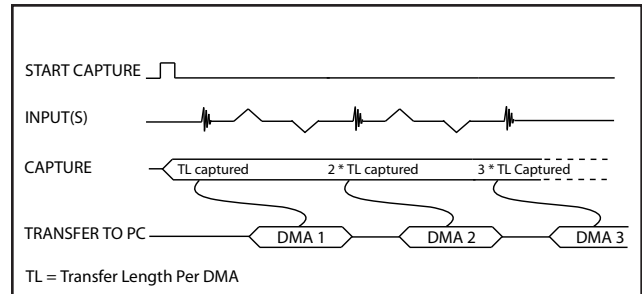 START CAPTURE
INPUT(S)
CAPTURE
TL captured 2 * TL captured 3 * TL Captured
TRANSFER TO PC
DMA 1 DMA 2 DMA 3
TL = Transfer Length Per DMA